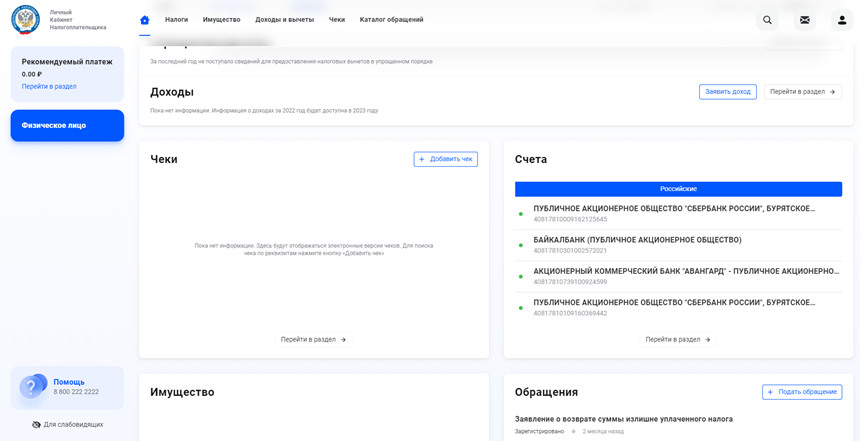 Личный
Кабинет
Налогоплательщика
Налоги
Имущество
Доходы и вычеты
Чеки
Каталог обращений
Рекомендуемый платеж
0.00 ₽
Перейти в раздел
Физическое лицо
За последний год не поступало сведений для предоставления налоговых вычетов в упрощенном порядке
Доходы
Заявить доход
Перейти в раздел →
Пока нет информации. Информация о доходах за 2022 год будет доступна в 2023 году
Чеки
+ Добавить чек
Пока нет информации. Здесь будут отображаться электронные версии чеков. Для поиска
чека по реквизитам нажмите кнопку «Добавить чек»
Перейти в раздел →
Счета
Российские
ПУБЛИЧНОЕ АКЦИОНЕРНОЕ ОБЩЕСТВО "СБЕРБАНК РОССИИ", БУРЯТСКОЕ...
40817810009162125645
БАЙКАЛБАНК (ПУБЛИЧНОЕ АКЦИОНЕРНОЕ ОБЩЕСТВО)
40817810301002572021
АКЦИОНЕРНЫЙ КОММЕРЧЕСКИЙ БАНК "АВАНГАРД" - ПУБЛИЧНОЕ АКЦИОНЕРНО...
40817810739100924599
ПУБЛИЧНОЕ АКЦИОНЕРНОЕ ОБЩЕСТВО "СБЕРБАНК РОССИИ", БУРЯТСКОЕ...
40817810109160369442
Перейти в раздел →
Помощь
8 800 222 2222
Для слабовидящих
Имущество
Обращения
+ Подать обращение
Заявление о возврате суммы излишне уплаченного налога
Зарегистрировано
2 месяца назад